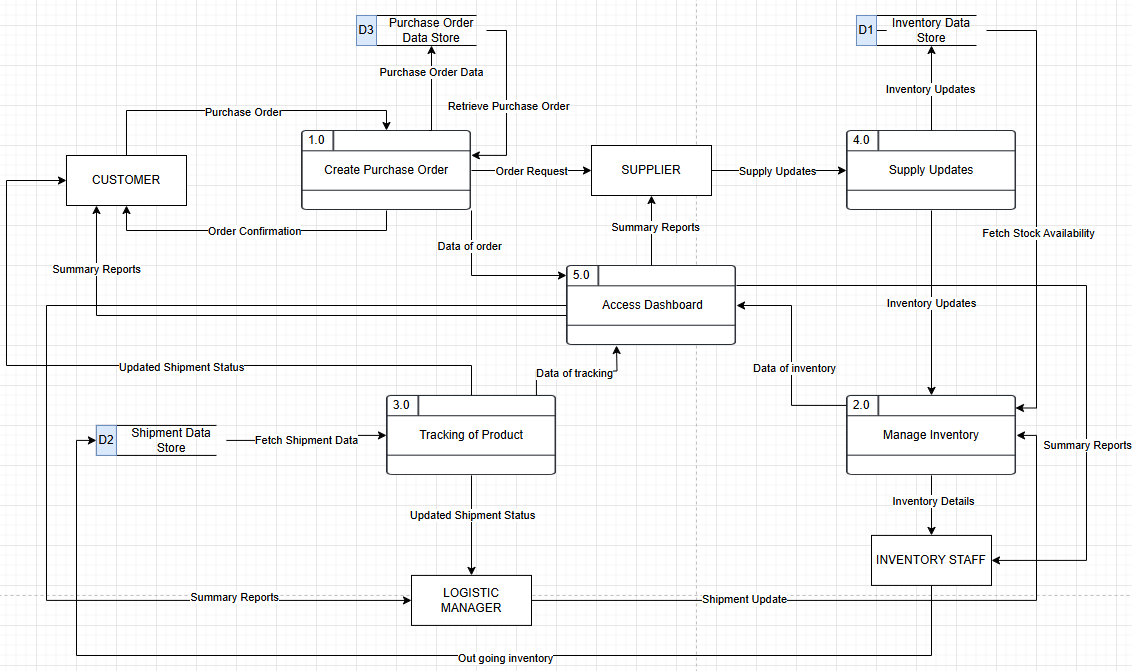 D3
Purchase Order
Data Store
D1
Inventory Data
Store
Purchase Order Data
Inventory Updates
Purchase Order
Retrieve Purchase Order
1.0
Create Purchase Order
4.0
Supply Updates
CUSTOMER
Order Request
SUPPLIER
Supply Updates
Order Confirmation
Summary Reports
Fetch Stock Availability
Data of order
Summary Reports
5.0
Access Dashboard
Inventory Updates
Updated Shipment Status
Data of tracking
Data of inventory
3.0
Tracking of Product
2.0
Manage Inventory
D2
Shipment Data
Store
Fetch Shipment Data
Summary Reports
Updated Shipment Status
Inventory Details
INVENTORY STAFF
LOGISTIC
MANAGER
Summary Reports
Shipment Update
Out going inventory